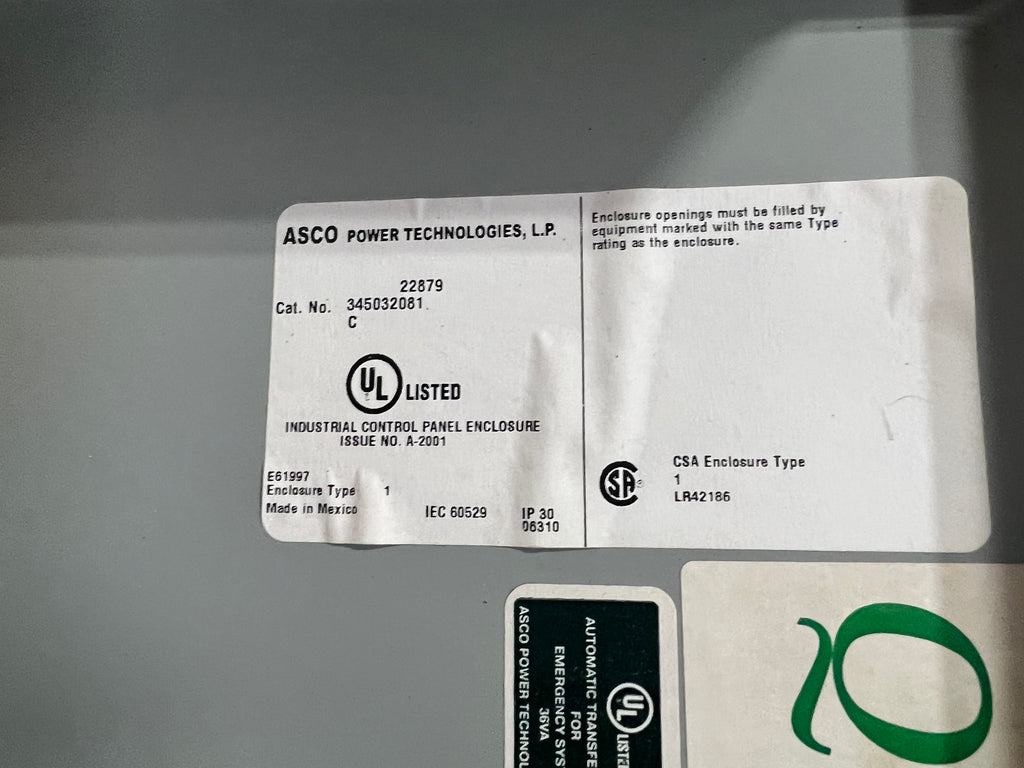 ASCO POWER TECHNOLOGIES, L.P.
22879
Cat. No. 345032081
C
UL LISTED
INDUSTRIAL CONTROL PANEL ENCLOSURE
ISSUE NO. A-2001
E61997
Enclosure Type 1
Made in Mexico IEC 60529 IP 30
06310
Enclosure openings must be filled by
equipment marked with the same Type
rating as the enclosure.
SA
CSA Enclosure Type
1
LR42186
UL LISTE
AUTOMATIC TRANSFE
FOR
EMERGENCY SYS
36VA
ASCO POWER TECHNOL